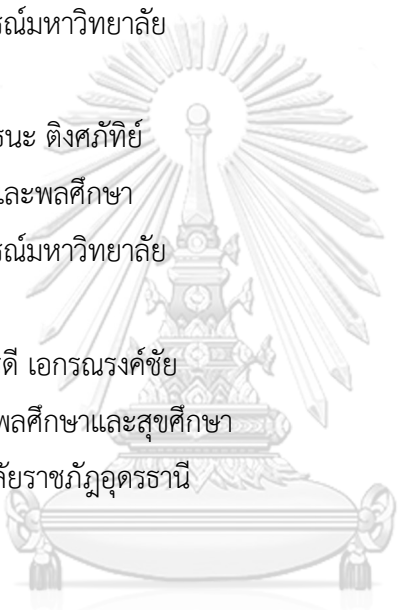 รณ์มหาวิทยาลัย
ธนะ ติงศภัทิย์
และพลศึกษา
รณ์มหาวิทยาลัย
รดี เอกรณรงค์ชัย
พลศึกษาและสุขศึกษา
ลัยราชภัฎอุดรธานี